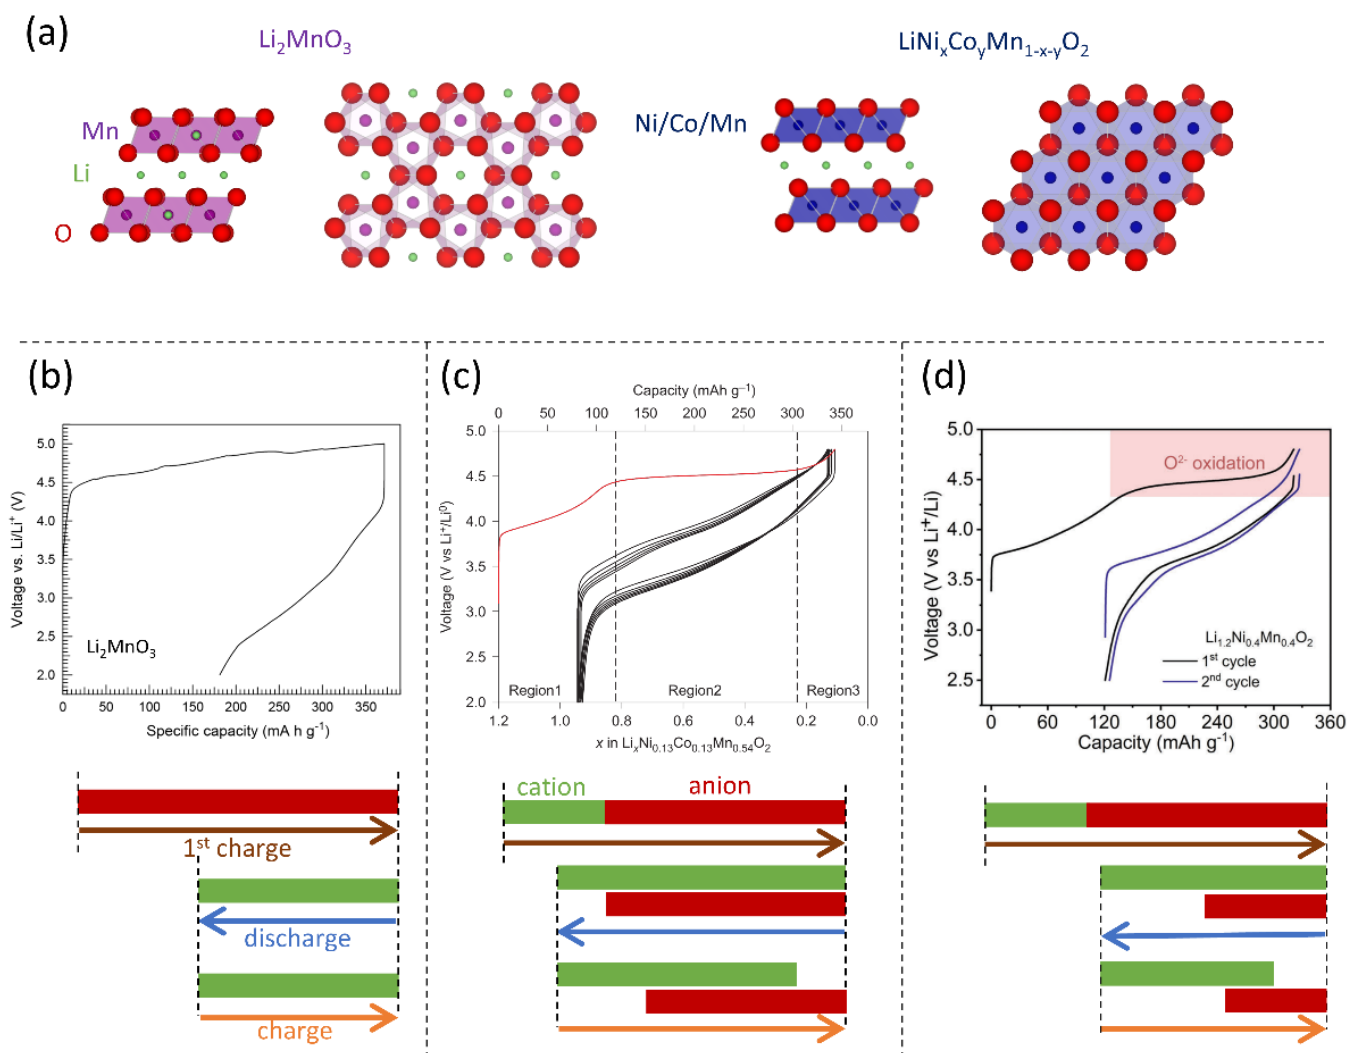 (a)
Li₂MnO₃
LiNiₓCoᵧMn₁₋ₓ₋ᵧO₂
Mn
Li
O
Ni/Co/Mn
(b)
Voltage vs. Li/Li⁺ (V)
5.0
4.5
4.0
3.5
3.0
2.5
2.0
Li₂MnO₃
0 50 100 150 200 250 300 350
Specific capacity (mA h g⁻¹)
1st charge
discharge
charge
(c)
Capacity (mAh g⁻¹)
0 50 100 150 200 250 300 350
Voltage (V vs Li⁺/Li⁰)
5.0
4.5
4.0
3.5
3.0
2.5
2.0
Region1 Region2 Region3
1.2 1.0 0.8 0.6 0.4 0.2 0.0
x in LiₓNi₀.₁₃Co₀.₁₃Mn₀.₅₄O₂
cation anion
(d)
Voltage (V vs Li⁺/Li)
5.0
4.5
4.0
3.5
3.0
2.5
O²⁻ oxidation
Li₁.₂Ni₀.₄Mn₀.₄O₂
1st cycle
2nd cycle
0 60 120 180 240 300 360
Capacity (mAh g⁻¹)